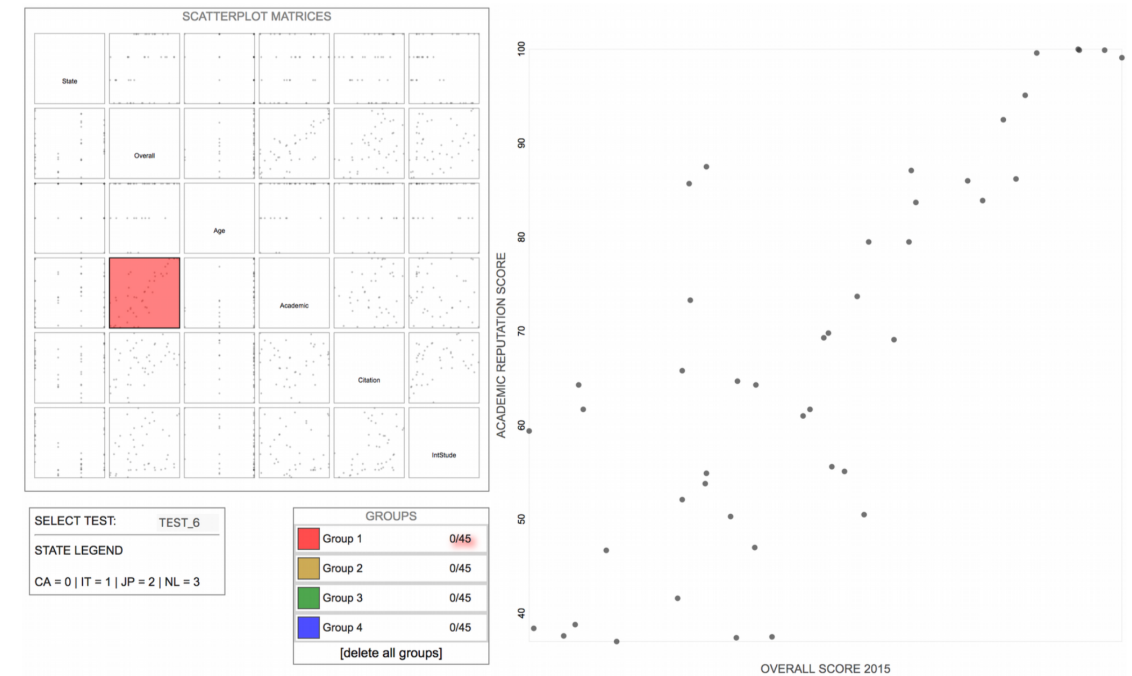 SCATTERPLOT MATRICES
State
Overall
Age
Academic
Citation
IntStude
SELECT TEST: TEST_6
STATE LEGEND
CA = 0 | IT = 1 | JP = 2 | NL = 3
GROUPS
Group 1 0/45
Group 2 0/45
Group 3 0/45
Group 4 0/45
[delete all groups]
ACADEMIC REPUTATION SCORE
100
90
80
70
60
50
40
OVERALL SCORE 2015